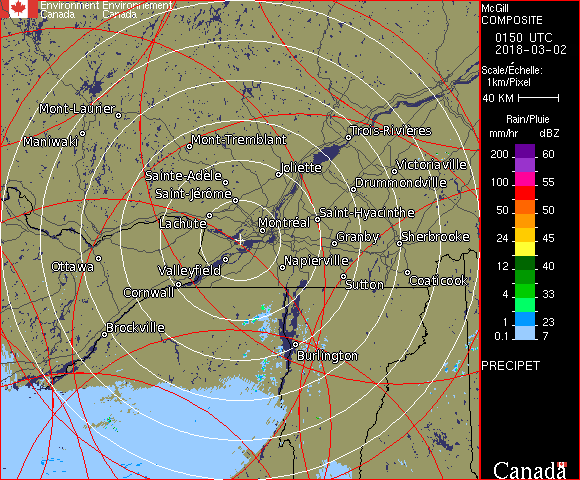 Environment Environnement
Canada Canada
McGill
COMPOSITE
0150 UTC
2018-03-02
Scale/Échelle:
1km/Pixel
40 KM
Rain/Pluie
mm/hr dBZ
200 60
100 55
50 50
24 45
12 40
4 33
1 23
0.1 7
PRECIPET
Canada
Mont-Laurier
Maniwaki
Mont-Tremblant
Trois-Rivières
Sainte-Adèle
Joliette
Victoriaville
Saint-Jérôme
Drummondville
Lachute
Montréal
Saint-Hyacinthe
Granby
Sherbrooke
Ottawa
Valleyfield
Napierville
Cornwall
Sutton
Coaticook
Brockville
Burlington